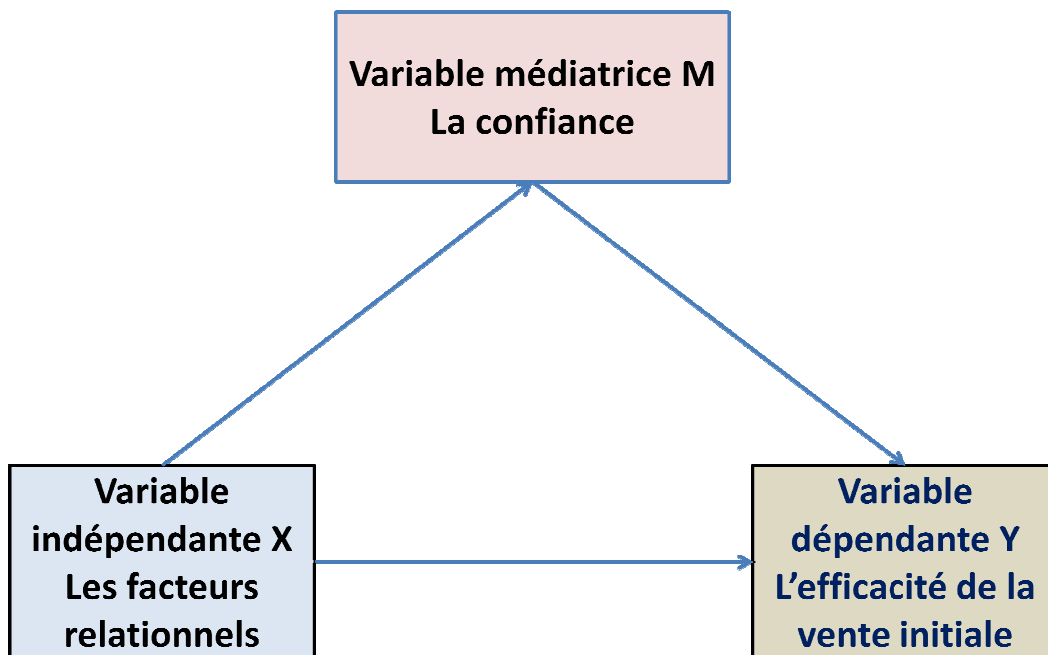 Variable médiatrice M
La confiance
Variable
indépendante X
Les facteurs
relationnels
Variable
dépendante Y
L’efficacité de la
vente initiale